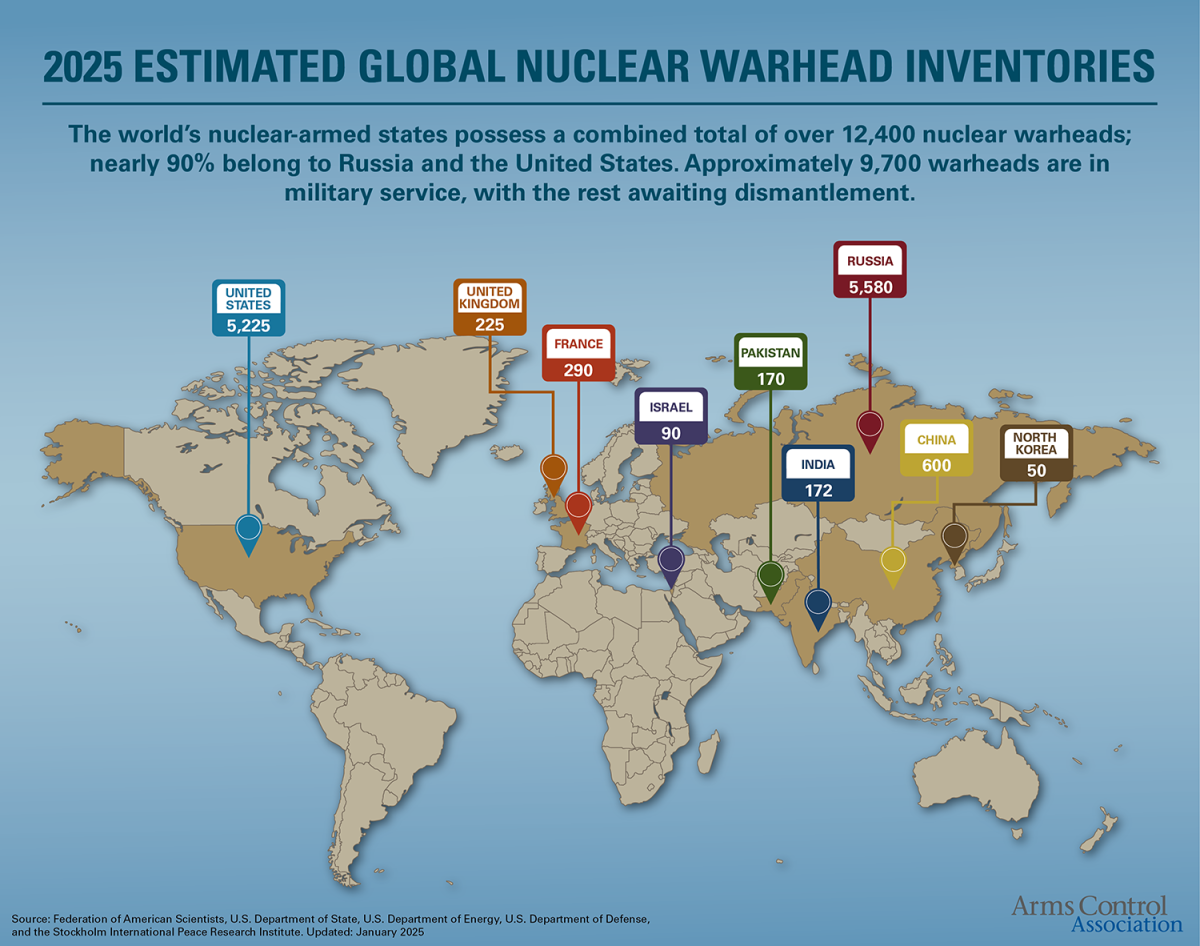 2025 ESTIMATED GLOBAL NUCLEAR WARHEAD INVENTORIES
The world's nuclear-armed states possess a combined total of over 12,400 nuclear warheads;
nearly 90% belong to Russia and the United States. Approximately 9,700 warheads are in
military service, with the rest awaiting dismantlement.
RUSSIA
5,580
UNITED
STATES
5,225
UNITED
KINGDOM
225
FRANCE
290
PAKISTAN
170
ISRAEL
90
INDIA
172
CHINA
600
NORTH
KOREA
50
Source: Federation of American Scientists, U.S. Department of State, U.S. Department of Energy, U.S. Department of Defense,
and the Stockholm International Peace Research Institute. Updated: January 2025
Arms Control
Association